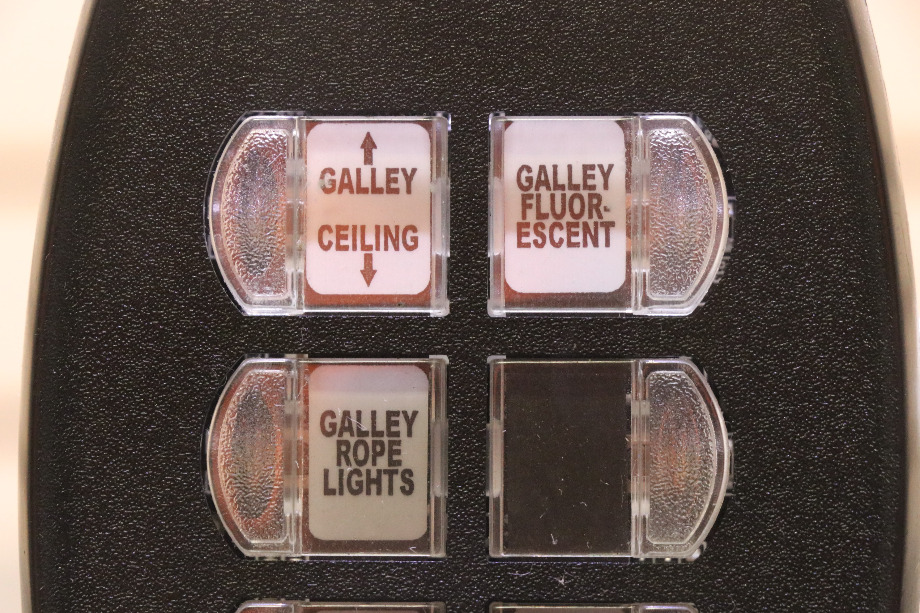 GALLEY
CEILING
GALLEY
FLUOR-
ESCENT
GALLEY
ROPE
LIGHTS